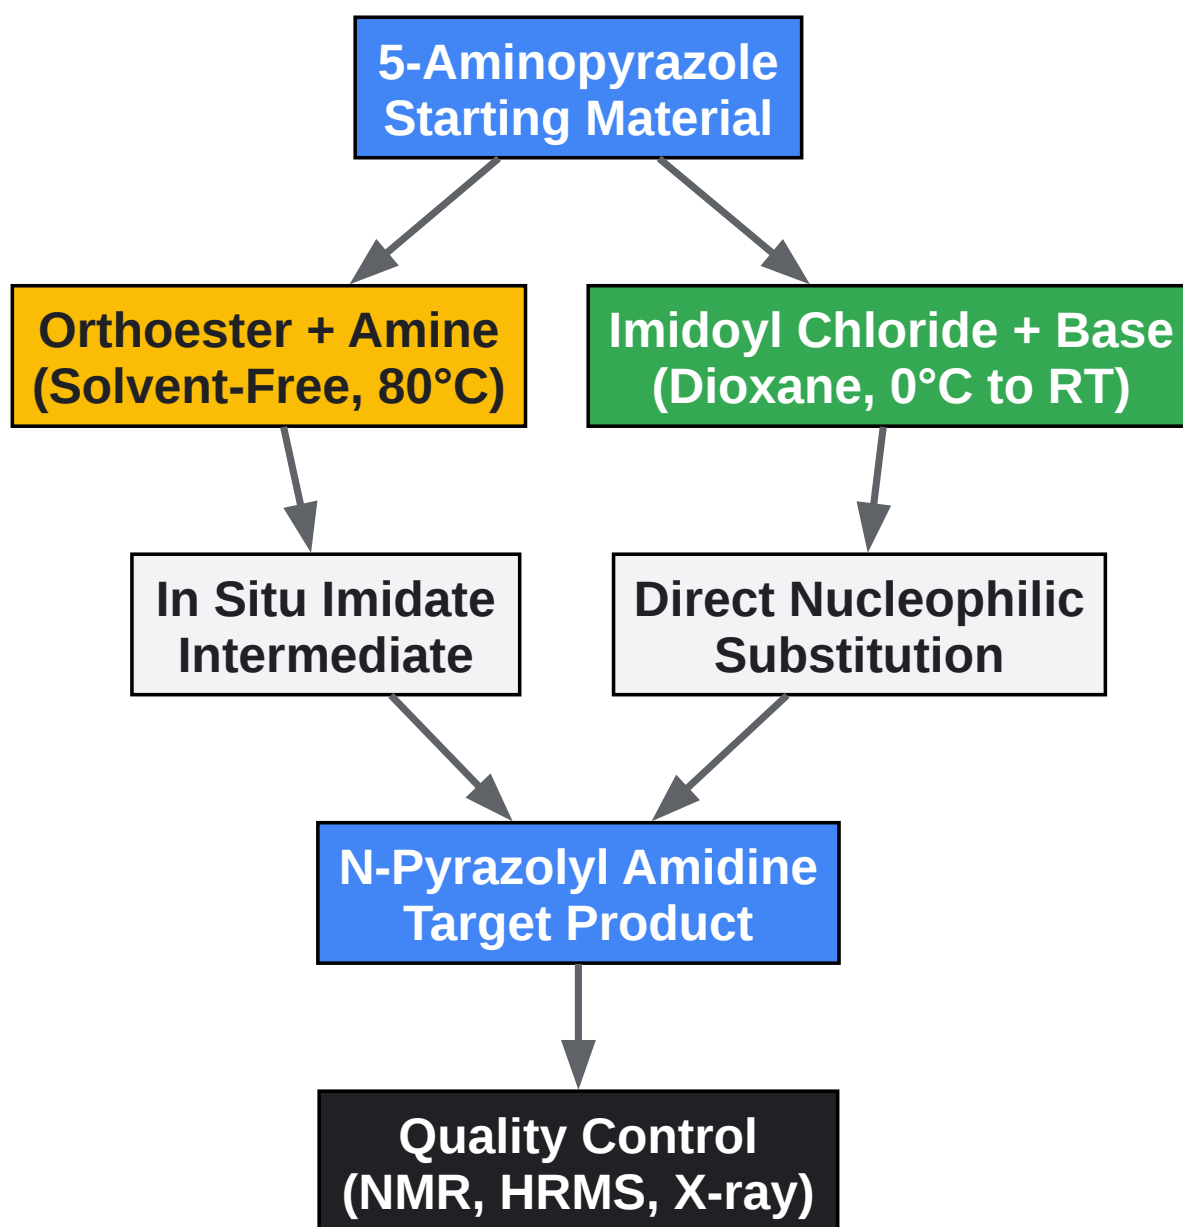 5-Aminopyrazole
Starting Material
Orthoester + Amine
(Solvent-Free, 80°C)
Imidoyl Chloride + Base
(Dioxane, 0°C to RT)
In Situ Imidate
Intermediate
Direct Nucleophilic
Substitution
N-Pyrazolyl Amidine
Target Product
Quality Control
(NMR, HRMS, X-ray)